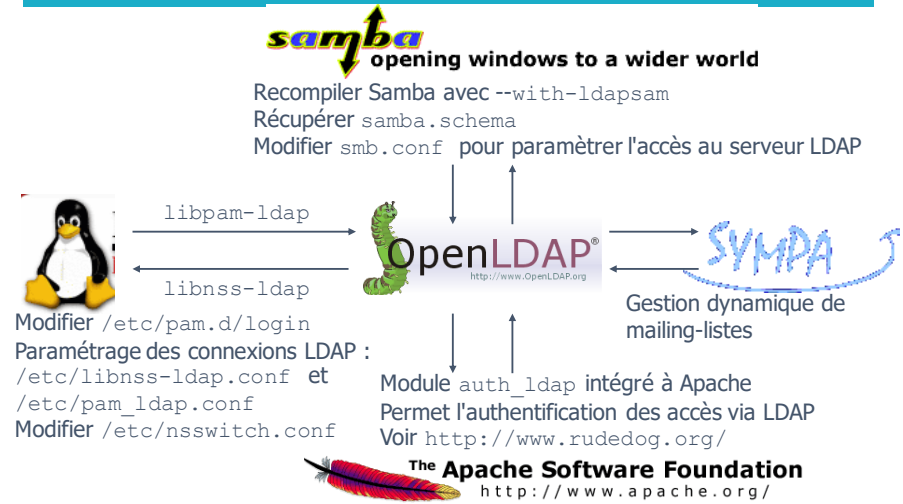 samba
opening windows to a wider world
Recompiler Samba avec --with-ldapsam
Récupérer samba.schema
Modifier smb.conf pour paramètrer l'accès au serveur LDAP
libpam-ldap
OpenLDAP®
http://www.OpenLDAP.org
SYMPA
libnss-ldap
Gestion dynamique de
mailing-listes
Modifier /etc/pam.d/login
Paramétrage des connexions LDAP :
/etc/libnss-ldap.conf et
/etc/pam_ldap.conf
Modifier /etc/nsswitch.conf
Module auth_ldap intégré à Apache
Permet l'authentification des accès via LDAP
Voir http://www.rudedog.org/
The Apache Software Foundation
http://www.apache.org/